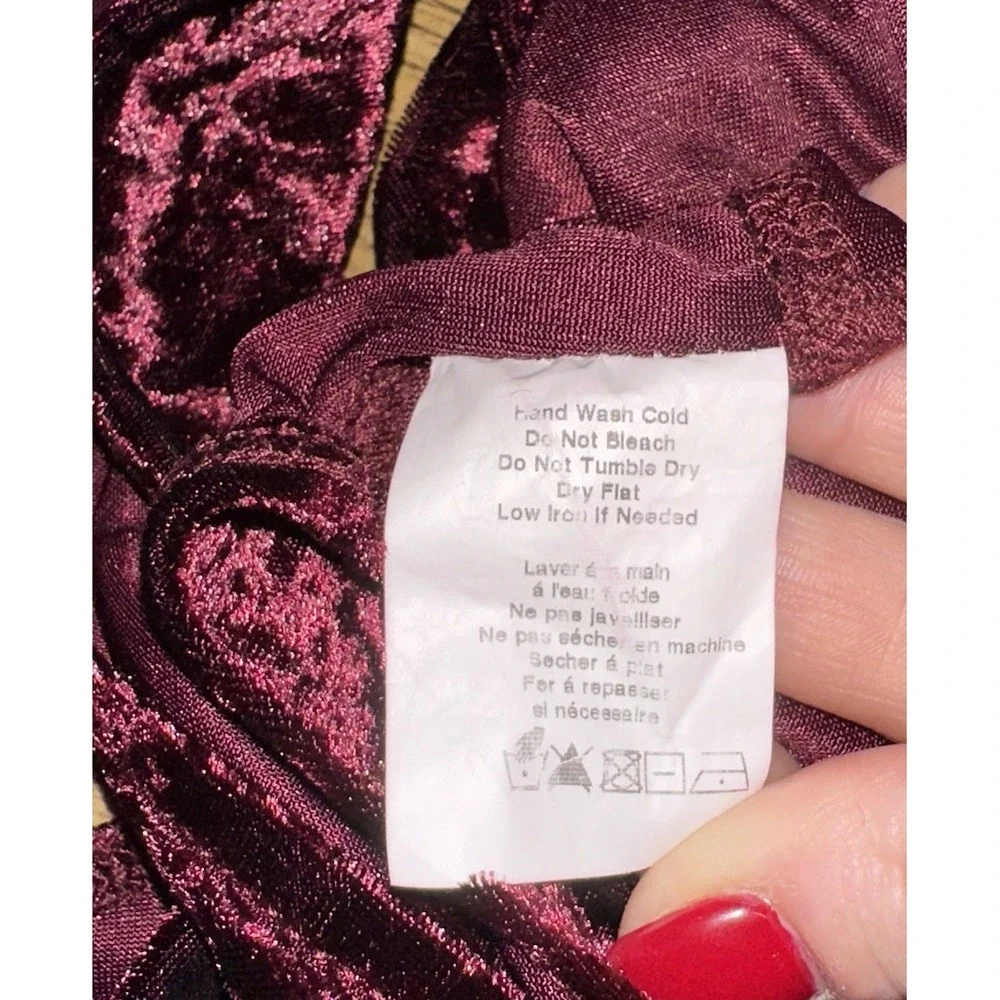 Hand Wash Cold
Do Not Bleach
Do Not Tumble Dry
Dry Flat
Low Iron If Needed
Laver á main
á l'eau
Ne pas javelliser
Ne pas sécher en machine
Secher á plat
Fer á repasser
si nécessaire